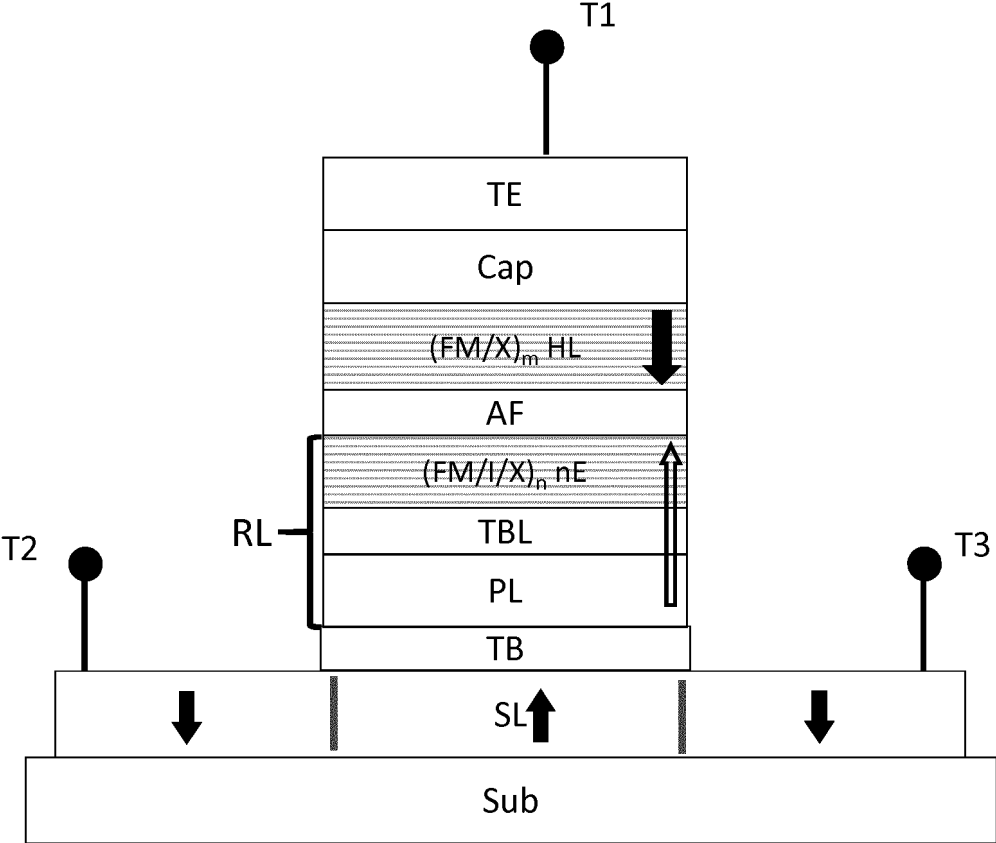 T1
TE
Cap
(FM/X)m HL
AF
(FM/I/X)n nE
RL
TBL
T2
T3
PL
TB
SL
Sub